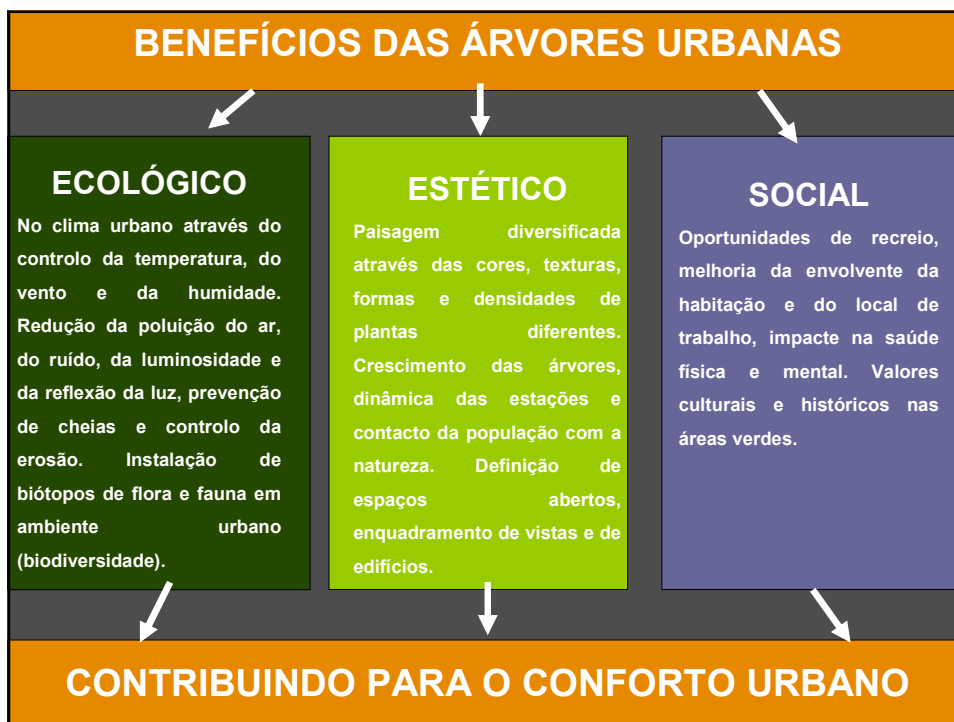 BENEFÍCIOS DAS ÁRVORES URBANAS
ECOLÓGICO
No clima urbano através do
controlo da temperatura, do
vento e da humidade.
Redução da poluição do ar,
do ruído, da luminosidade e
da reflexão da luz, prevenção
de cheias e controlo da
erosão. Instalação de
biótopos de flora e fauna em
ambiente urbano
(biodiversidade).
ESTÉTICO
Paisagem diversificada
através das cores, texturas,
formas e densidades de
plantas diferentes.
Crescimento das árvores,
dinâmica das estações e
contacto da população com a
natureza. Definição de
espaços abertos,
enquadramento de vistas e de
edifícios.
SOCIAL
Oportunidades de recreio,
melhoria da envolvente da
habitação e do local de
trabalho, impacte na saúde
física e mental. Valores
culturais e históricos nas
áreas verdes.
CONTRIBUINDO PARA O CONFORTO URBANO